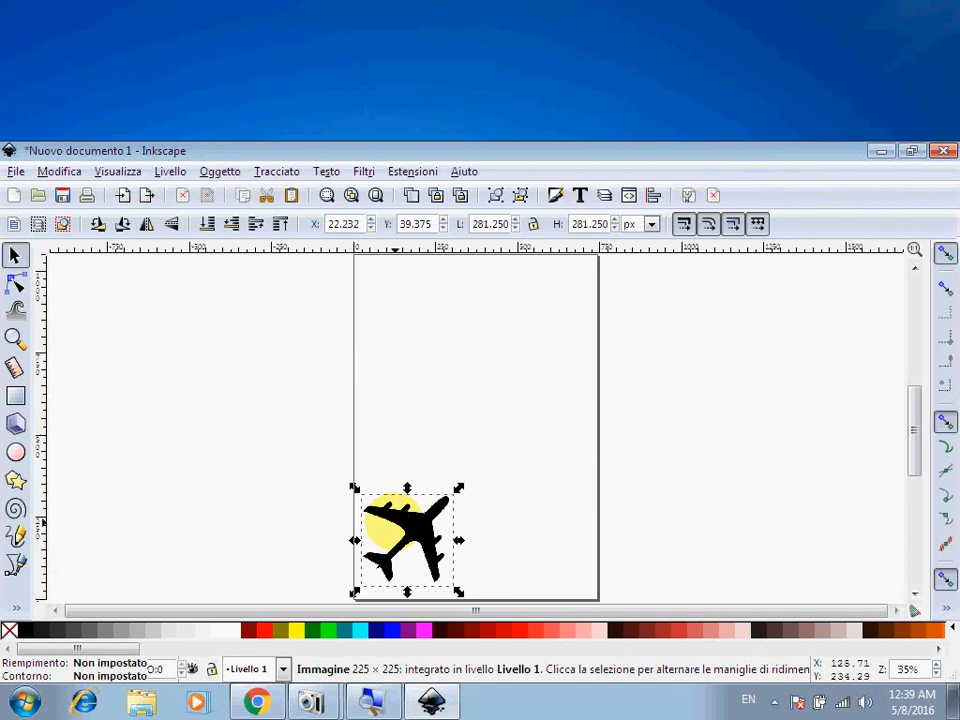 *Nuovo documento 1 - Inkscape
File Modifica Visualizza Livello Oggetto Tracciato Testo Filtri Estensioni Aiuto
X: 22.232 Y: 39.375 L: 281.250 H: 281.250 px
Riempimento: Non impostato
Contorno: Non impostato
O:0
Livello 1
Immagine 225 × 225: integrato in livello Livello 1. Clicca la selezione per alternare le maniglie di ridimen
X: 125.71
Y: 234.29
Z: 35%
EN
12:39 AM
5/8/2016